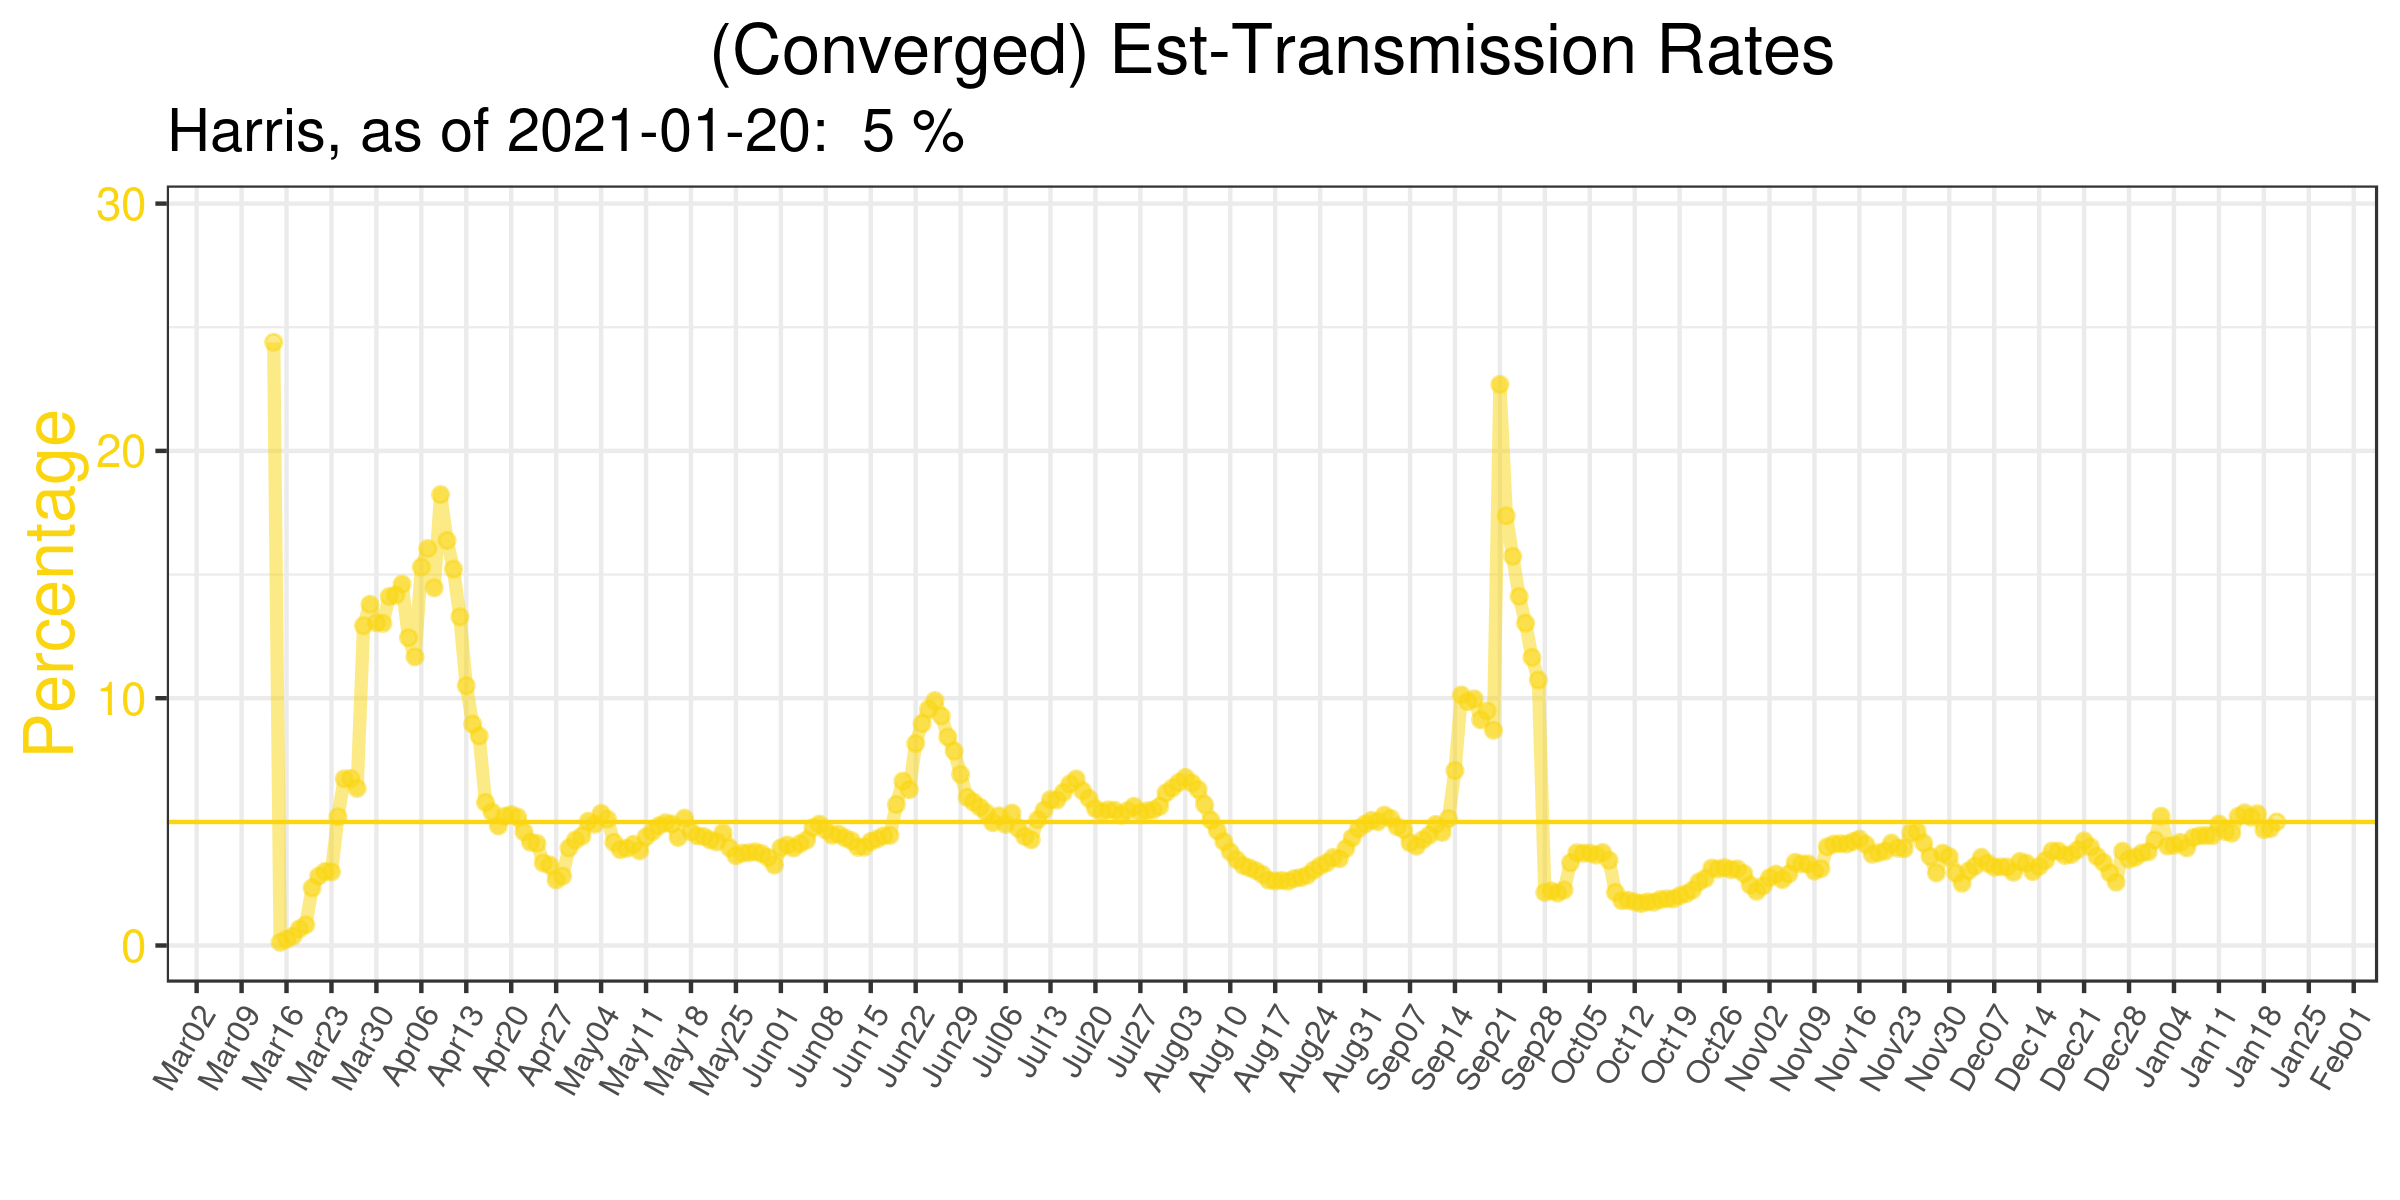 (Converged) Est-Transmission Rates
Harris, as of 2021-01-20:  5 %
Percentage
30
20
10
0
Mar02 Mar09 Mar16 Mar23 Mar30 Apr06 Apr13 Apr20 Apr27 May04 May11 May18 May25 Jun01 Jun08 Jun15 Jun22 Jun29 Jul06 Jul13 Jul20 Jul27 Aug03 Aug10 Aug17 Aug24 Aug31 Sep07 Sep14 Sep21 Sep28 Oct05 Oct12 Oct19 Oct26 Nov02 Nov09 Nov16 Nov23 Nov30 Dec07 Dec14 Dec21 Dec28 Jan04 Jan11 Jan18 Jan25 Feb01